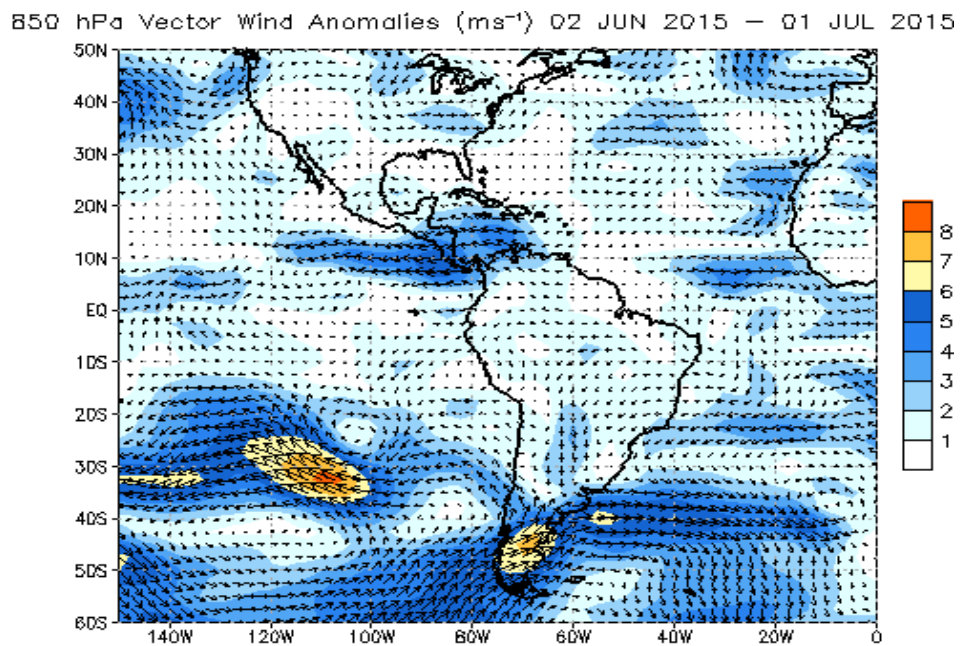 850 hPa Vector Wind Anomalies (ms⁻¹) 02 JUN 2015 – 01 JUL 2015
50N
40N
30N
20N
10N
EQ
10S
20S
30S
40S
50S
60S
140W 120W 100W 80W 60W 40W 20W 0
8
7
6
5
4
3
2
1